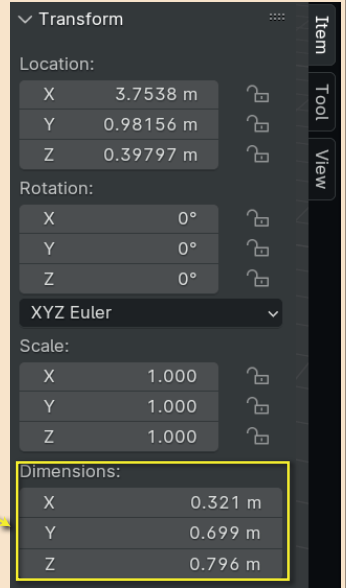 Transform
Item
Tool
View
Location:
X 3.7538 m
Y 0.98156 m
Z 0.39797 m
Rotation:
X 0°
Y 0°
Z 0°
XYZ Euler
Scale:
X 1.000
Y 1.000
Z 1.000
Dimensions:
X 0.321 m
Y 0.699 m
Z 0.796 m